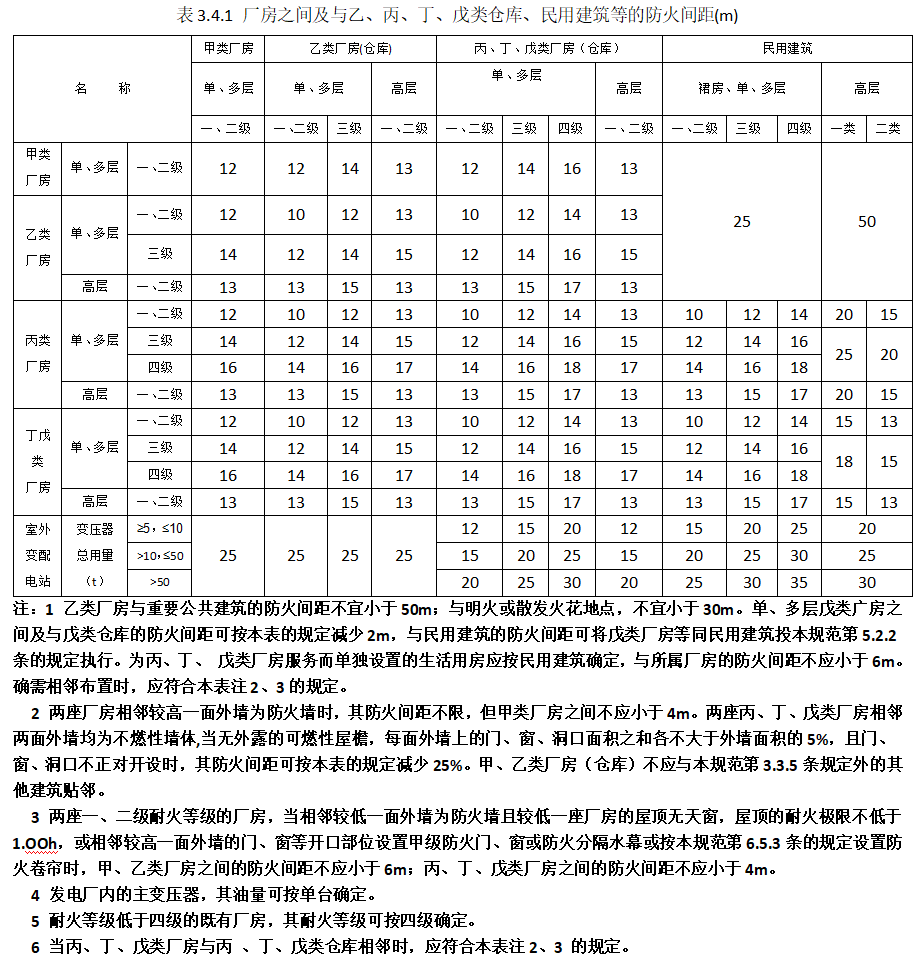 表 3.4.1 厂房之间及与乙、丙、丁、戊类仓库、民用建筑等的防火间距(m)
名 称 甲类厂房 乙类厂房(仓库) 丙、丁、戊类厂房（仓库） 民用建筑
单、多层 单、多层 高层 单、多层 高层 裙房、单、多层 高层
一、二级 一、二级 三级 一、二级 一、二级 三级 四级 一、二级 一、二级 三级 四级 一类 二类
甲类厂房 单、多层 一、二级 12 12 14 13 12 14 16 13 25 50
乙类厂房 单、多层 一、二级 12 10 12 13 10 12 14 13
三级 14 12 14 15 12 14 16 15
高层 一、二级 13 13 15 13 13 15 17 13
丙类厂房 单、多层 一、二级 12 10 12 13 10 12 14 13 10 12 14 20 15
三级 14 12 14 15 12 14 16 15 12 14 16 25 20
四级 16 14 16 17 14 16 18 17 14 16 18
高层 一、二级 13 13 15 13 13 15 17 13 13 15 17 20 15
丁戊类厂房 单、多层 一、二级 12 10 12 13 10 12 14 13 10 12 14 15 13
三级 14 12 14 15 12 14 16 15 12 14 16 18 15
四级 16 14 16 17 14 16 18 17 14 16 18
高层 一、二级 13 13 15 13 13 15 17 13 13 15 17 15 13
室外变配电站 变压器总用量（t） ≥5，≤10 25 25 25 25 12 15 20 12 15 20 25 20
>10，≤50 15 20 25 15 20 25 30 25
>50 20 25 30 20 25 30 35 30
注：1 乙类厂房与重要公共建筑的防火间距不宜小于 50m；与明火或散发火花地点，不宜小于 30m。单、多层戊类广房之
间及与戊类仓库的防火间距可按本表的规定减少 2m，与民用建筑的防火间距可将戊类厂房等同民用建筑投本规范第 5.2.2
条的规定执行。为丙、丁、 戊类厂房服务而单独设置的生活用房应按民用建筑确定，与所属厂房的防火间距不应小于 6m。
确需相邻布置时，应符合本表注 2、3 的规定。
2 两座厂房相邻较高一面外墙为防火墙时，其防火间距不限，但甲类厂房之间不应小于 4m。两座丙、丁、戊类厂房相邻
两面外墙均为不燃性墙体,当无外露的可燃性屋檐，每面外墙上的门、窗、洞口面积之和各不大于外墙面积的 5%，且门、
窗、洞口不正对开设时，其防火间距可按本表的规定减少 25%。甲、乙类厂房（仓库）不应与本规范第 3.3.5 条规定外的其
他建筑贴邻。
3 两座一、二级耐火等级的厂房，当相邻较低一面外墙为防火墙且较低一座厂房的屋顶无天窗，屋顶的耐火极限不低于
1.OOh，或相邻较高一面外墙的门、窗等开口部位设置甲级防火门、窗或防火分隔水幕或按本规范第 6.5.3 条的规定设置防
火卷帘时，甲、乙类厂房之间的防火间距不应小于 6m；丙、丁、戊类厂房之间的防火间距不应小于 4m。
4 发电厂内的主变压器，其油量可按单台确定。
5 耐火等级低于四级的既有厂房，其耐火等级可按四级确定。
6 当丙、丁、戊类厂房与丙 、丁、戊类仓库相邻时，应符合本表注 2、3 的规定。